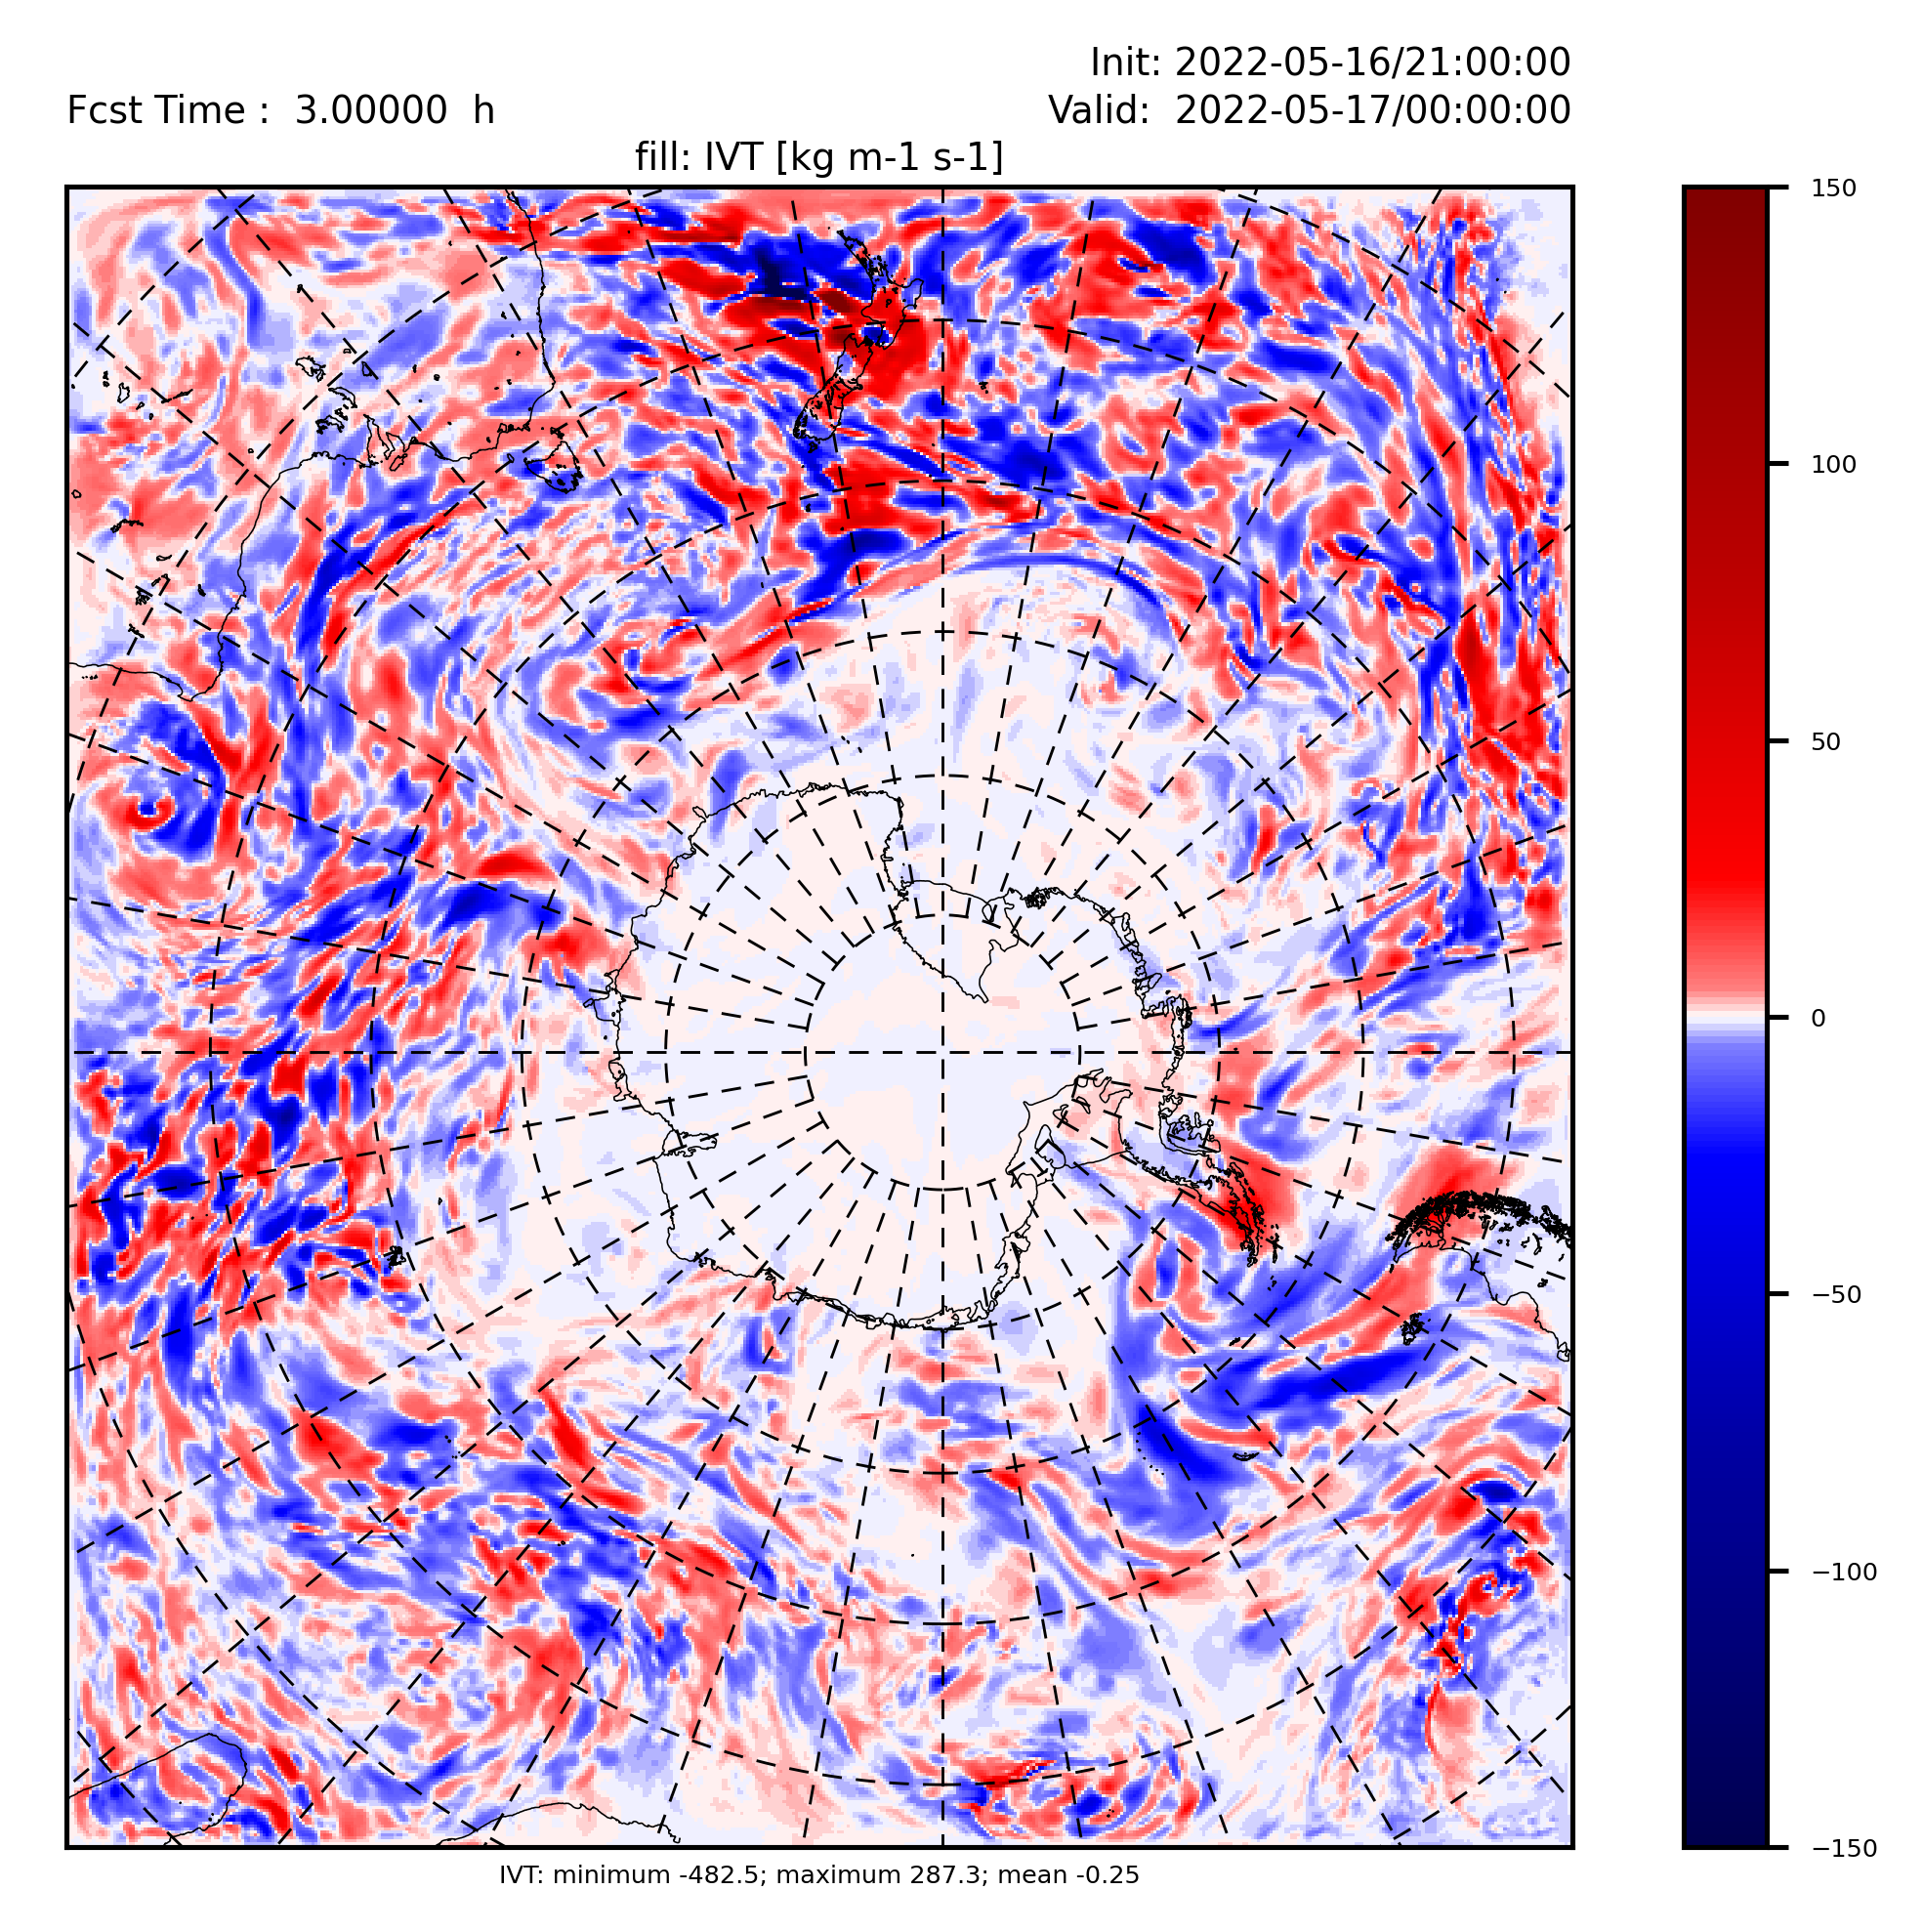 Init: 2022-05-16/21:00:00
Fcst Time :  3.00000  h
Valid:  2022-05-17/00:00:00
fill: IVT [kg m-1 s-1]
150
100
50
0
−50
−100
−150
IVT: minimum -482.5; maximum 287.3; mean -0.25